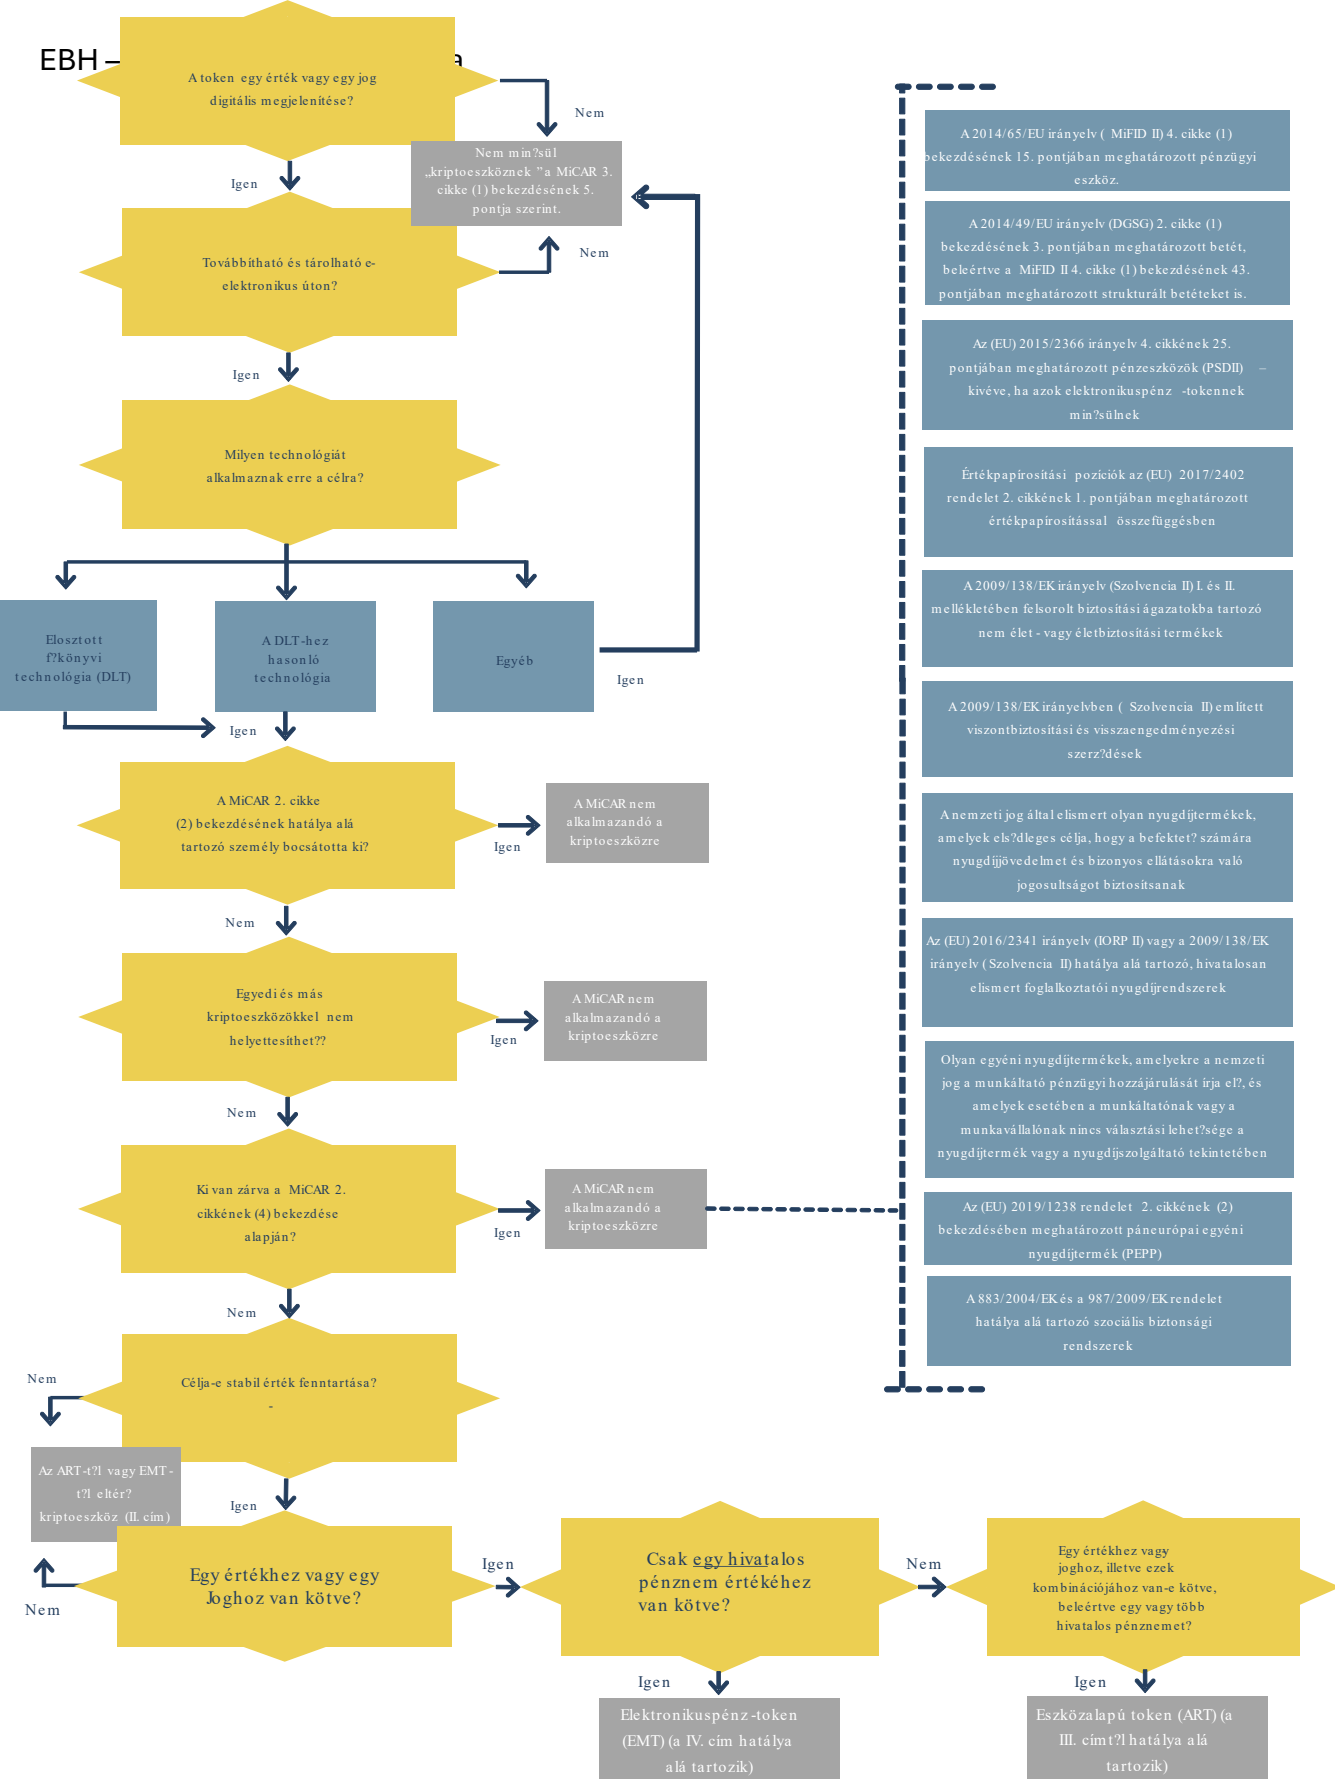 EBH –
A token egy érték vagy egy jog
digitális megjelenítése?
Nem
Nem min?sül
„kriptoeszköznek ” a MiCAR 3.
cikke (1) bekezdésének 5.
pontja szerint.
Igen
Nem
Továbbítható és tárolható e-
elektronikus úton?
Igen
Milyen technológiát
alkalmaznak erre a célra?
Elosztott
f?könyvi
technológia (DLT)
A DLT-hez
hasonló
technológia
Egyéb
Igen
Igen
A MiCAR 2. cikke
(2) bekezdésének hatálya alá
tartozó személy bocsátotta ki?
Igen
A MiCAR nem
alkalmazandó a
kriptoeszközre
Nem
Egyedi és más
kriptoeszközökkel nem
helyettesíthet??
Igen
A MiCAR nem
alkalmazandó a
kriptoeszközre
Nem
Ki van zárva a MiCAR 2.
cikkének (4) bekezdése
alapján?
Igen
A MiCAR nem
alkalmazandó a
kriptoeszközre
Nem
Célja-e stabil érték fenntartása?
-
Nem
Az ART-t?l vagy EMT-
t?l eltér?
kriptoeszköz (II. cím)
Igen
Egy értékhez vagy egy
Joghoz van kötve?
Nem
Igen
Csak egy hivatalos
pénznem értékéhez
van kötve?
Nem
Egy értékhez vagy
joghoz, illetve ezek
kombinációjához van-e kötve,
beleértve egy vagy több
hivatalos pénznemet?
Igen
Elektronikuspénz -token
(EMT) (a IV. cím hatálya
alá tartozik)
Igen
Eszközalapú token (ART) (a
III. címt?l hatálya alá
tartozik)
A 2014/65/EU irányelv ( MiFID II) 4. cikke (1)
bekezdésének 15. pontjában meghatározott pénzügyi
eszköz.
A 2014/49/EU irányelv (DGSG) 2. cikke (1)
bekezdésének 3. pontjában meghatározott betét,
beleértve a MiFID II 4. cikke (1) bekezdésének 43.
pontjában meghatározott strukturált betéteket is.
Az (EU) 2015/2366 irányelv 4. cikkének 25.
pontjában meghatározott pénzeszközök (PSDII) –
kivéve, ha azok elektronikuspénz -tokennek
min?sülnek
Értékpapírosítási pozíciók az (EU) 2017/2402
rendelet 2. cikkének 1. pontjában meghatározott
értékpapírosítással összefüggésben
A 2009/138/EK irányelv (Szolvencia II) I. és II.
mellékletében felsorolt biztosítási ágazatokba tartozó
nem élet - vagy életbiztosítási termékek
A 2009/138/EK irányelvben ( Szolvencia II) említett
viszontbiztosítási és visszaengedményezési
szerz?dések
A nemzeti jog által elismert olyan nyugdíjtermékek,
amelyek els?dleges célja, hogy a befektet? számára
nyugdíjjövedelmet és bizonyos ellátásokra való
jogosultságot biztosítsanak
Az (EU) 2016/2341 irányelv (IORP II) vagy a 2009/138/EK
irányelv ( Szolvencia II) hatálya alá tartozó, hivatalosan
elismert foglalkoztatói nyugdíjrendszerek
Olyan egyéni nyugdíjtermékek, amelyekre a nemzeti
jog a munkáltató pénzügyi hozzájárulását írja el?, és
amelyek esetében a munkáltatónak vagy a
munkavállalónak nincs választási lehet?sége a
nyugdíjtermék vagy a nyugdíjszolgáltató tekintetében
Az (EU) 2019/1238 rendelet 2. cikkének (2)
bekezdésében meghatározott páneurópai egyéni
nyugdíjtermék (PEPP)
A 883/2004/EK és a 987/2009/EK rendelet
hatálya alá tartozó szociális biztonsági
rendszerek